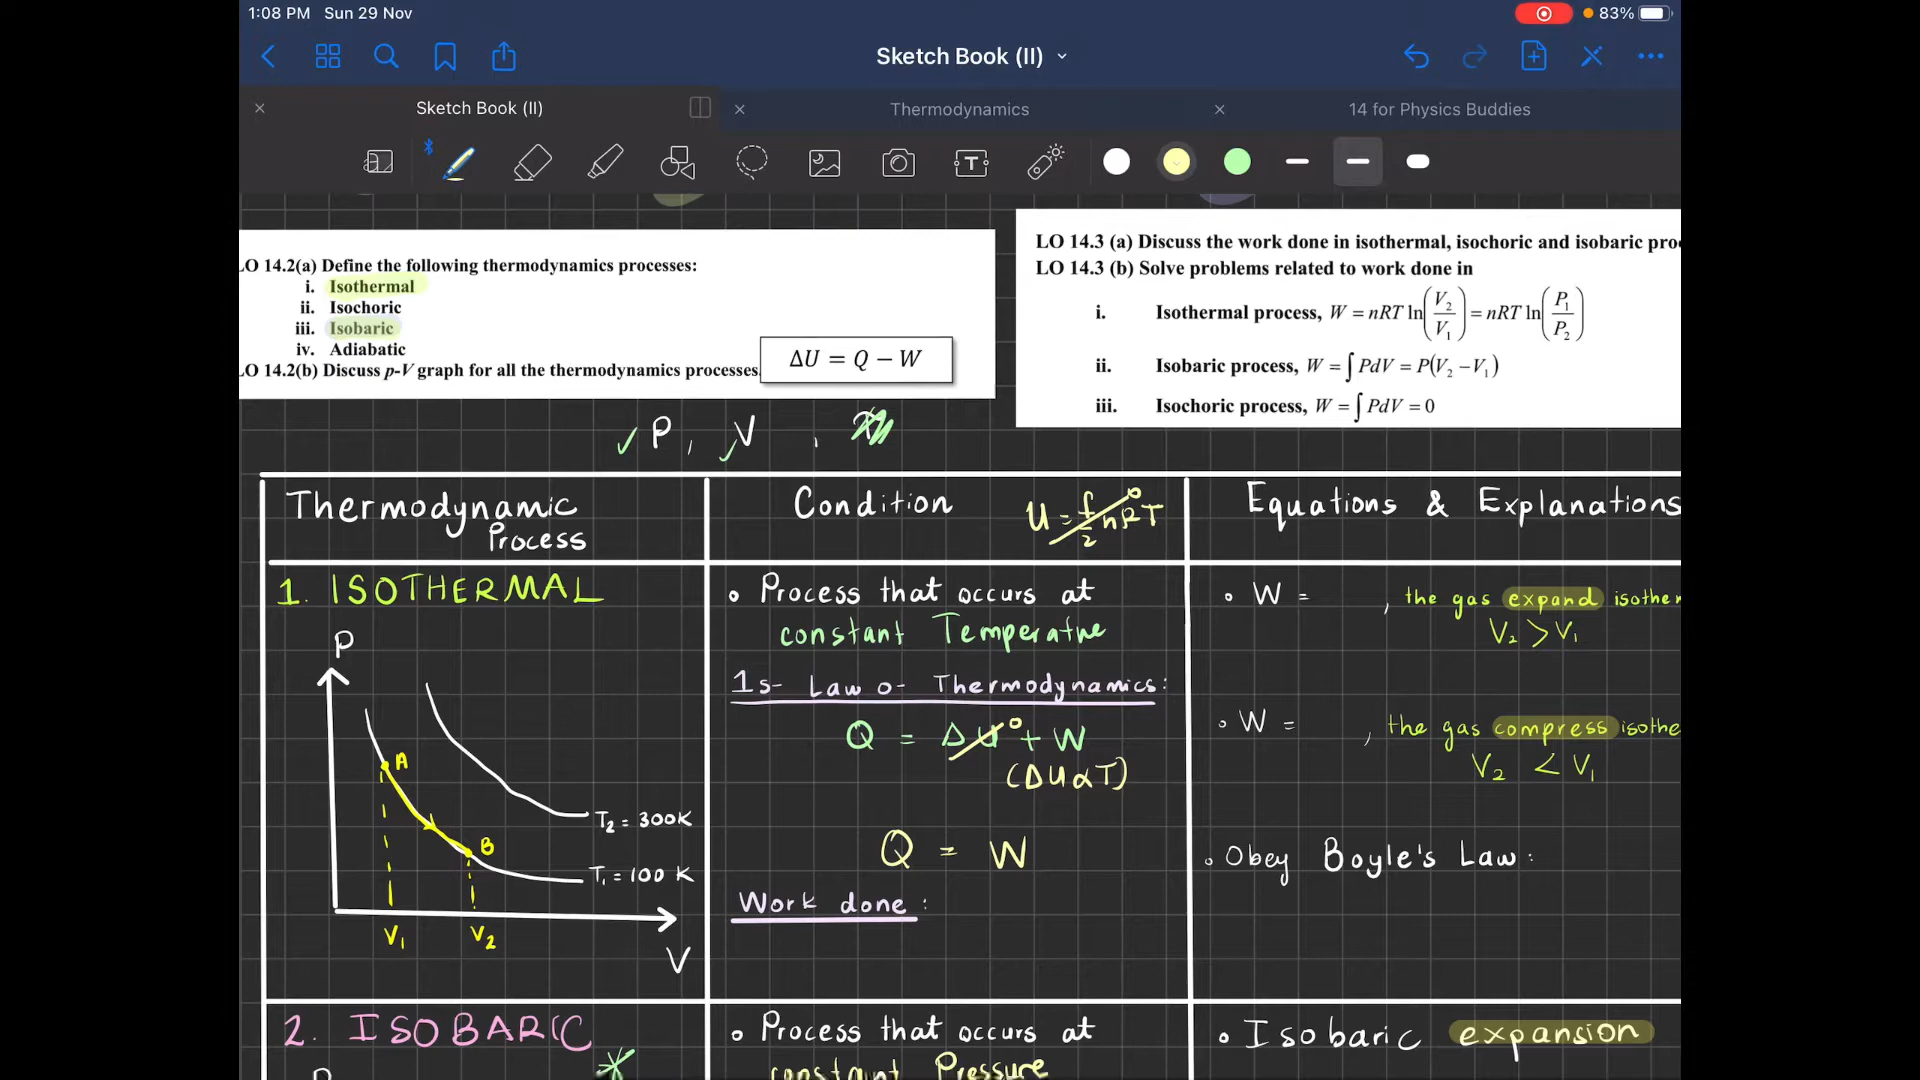 1:08 PM Sun 29 Nov
83%
Sketch Book (II)
Sketch Book (II)
Thermodynamics
14 for Physics Buddies
LO 14.2(a) Define the following thermodynamics processes:
i. Isothermal
ii. Isochoric
iii. Isobaric
iv. Adiabatic
LO 14.2(b) Discuss p-V graph for all the thermodynamics processes.
ΔU = Q − W
LO 14.3 (a) Discuss the work done in isothermal, isochoric and isobaric pro
LO 14.3 (b) Solve problems related to work done in
i. Isothermal process, W = nRT ln(V₂/V₁) = nRT ln(P₁/P₂)
ii. Isobaric process, W = ∫PdV = P(V₂ − V₁)
iii. Isochoric process, W = ∫PdV = 0
✓ P, ✓ V ,
Thermodynamic
Process
Condition
U = f/2 nRT 0
Equations & Explanations
1. ISOTHERMAL
P
A
B
T₂ = 300K
T₁ = 100 K
V₁
V₂
V
• Process that occurs at
constant Temperature
1s- Law o- Thermodynamics:
Q = ΔU⁰ + W
(ΔU α T)
Q = W
Work done :
• W = , the gas expand isother
V₂ > V₁
• W = , the gas compress isothe
V₂ < V₁
• Obey Boyle's Law :
2. ISOBARIC
P
• Process that occurs at
constant Pressure
• Isobaric expansion